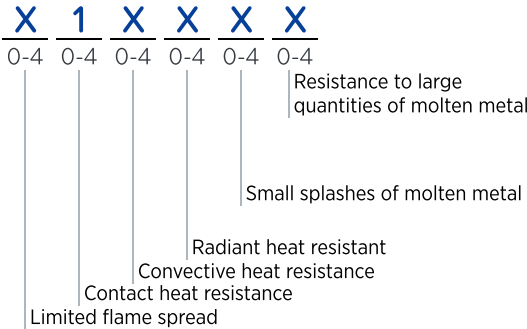 X 1 X X X X
0-4 0-4 0-4 0-4 0-4 0-4
Resistance to large
quantities of molten metal
Small splashes of molten metal
Radiant heat resistant
Convective heat resistance
Contact heat resistance
Limited flame spread